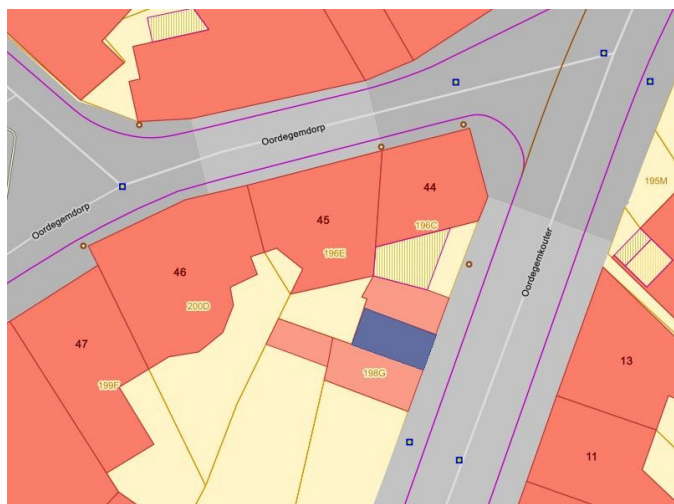 Oordegemdorp
44
195M
45
196C
196E
Oordegemdorp
Oordegemkouter
46
200D
47
13
198G
199F
11